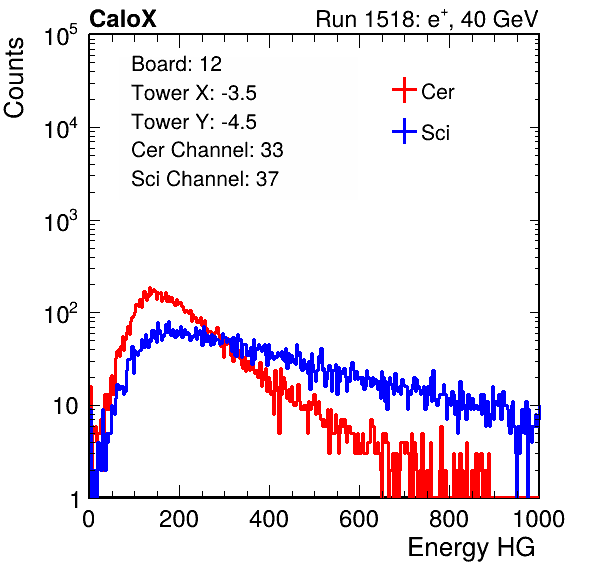 CaloX Run 1518: e⁺, 40 GeV
Counts
10⁵
10⁴
10³
10²
10
1
Board: 12
Tower X: -3.5
Tower Y: -4.5
Cer Channel: 33
Sci Channel: 37
Cer
Sci
0 200 400 600 800 1000
Energy HG